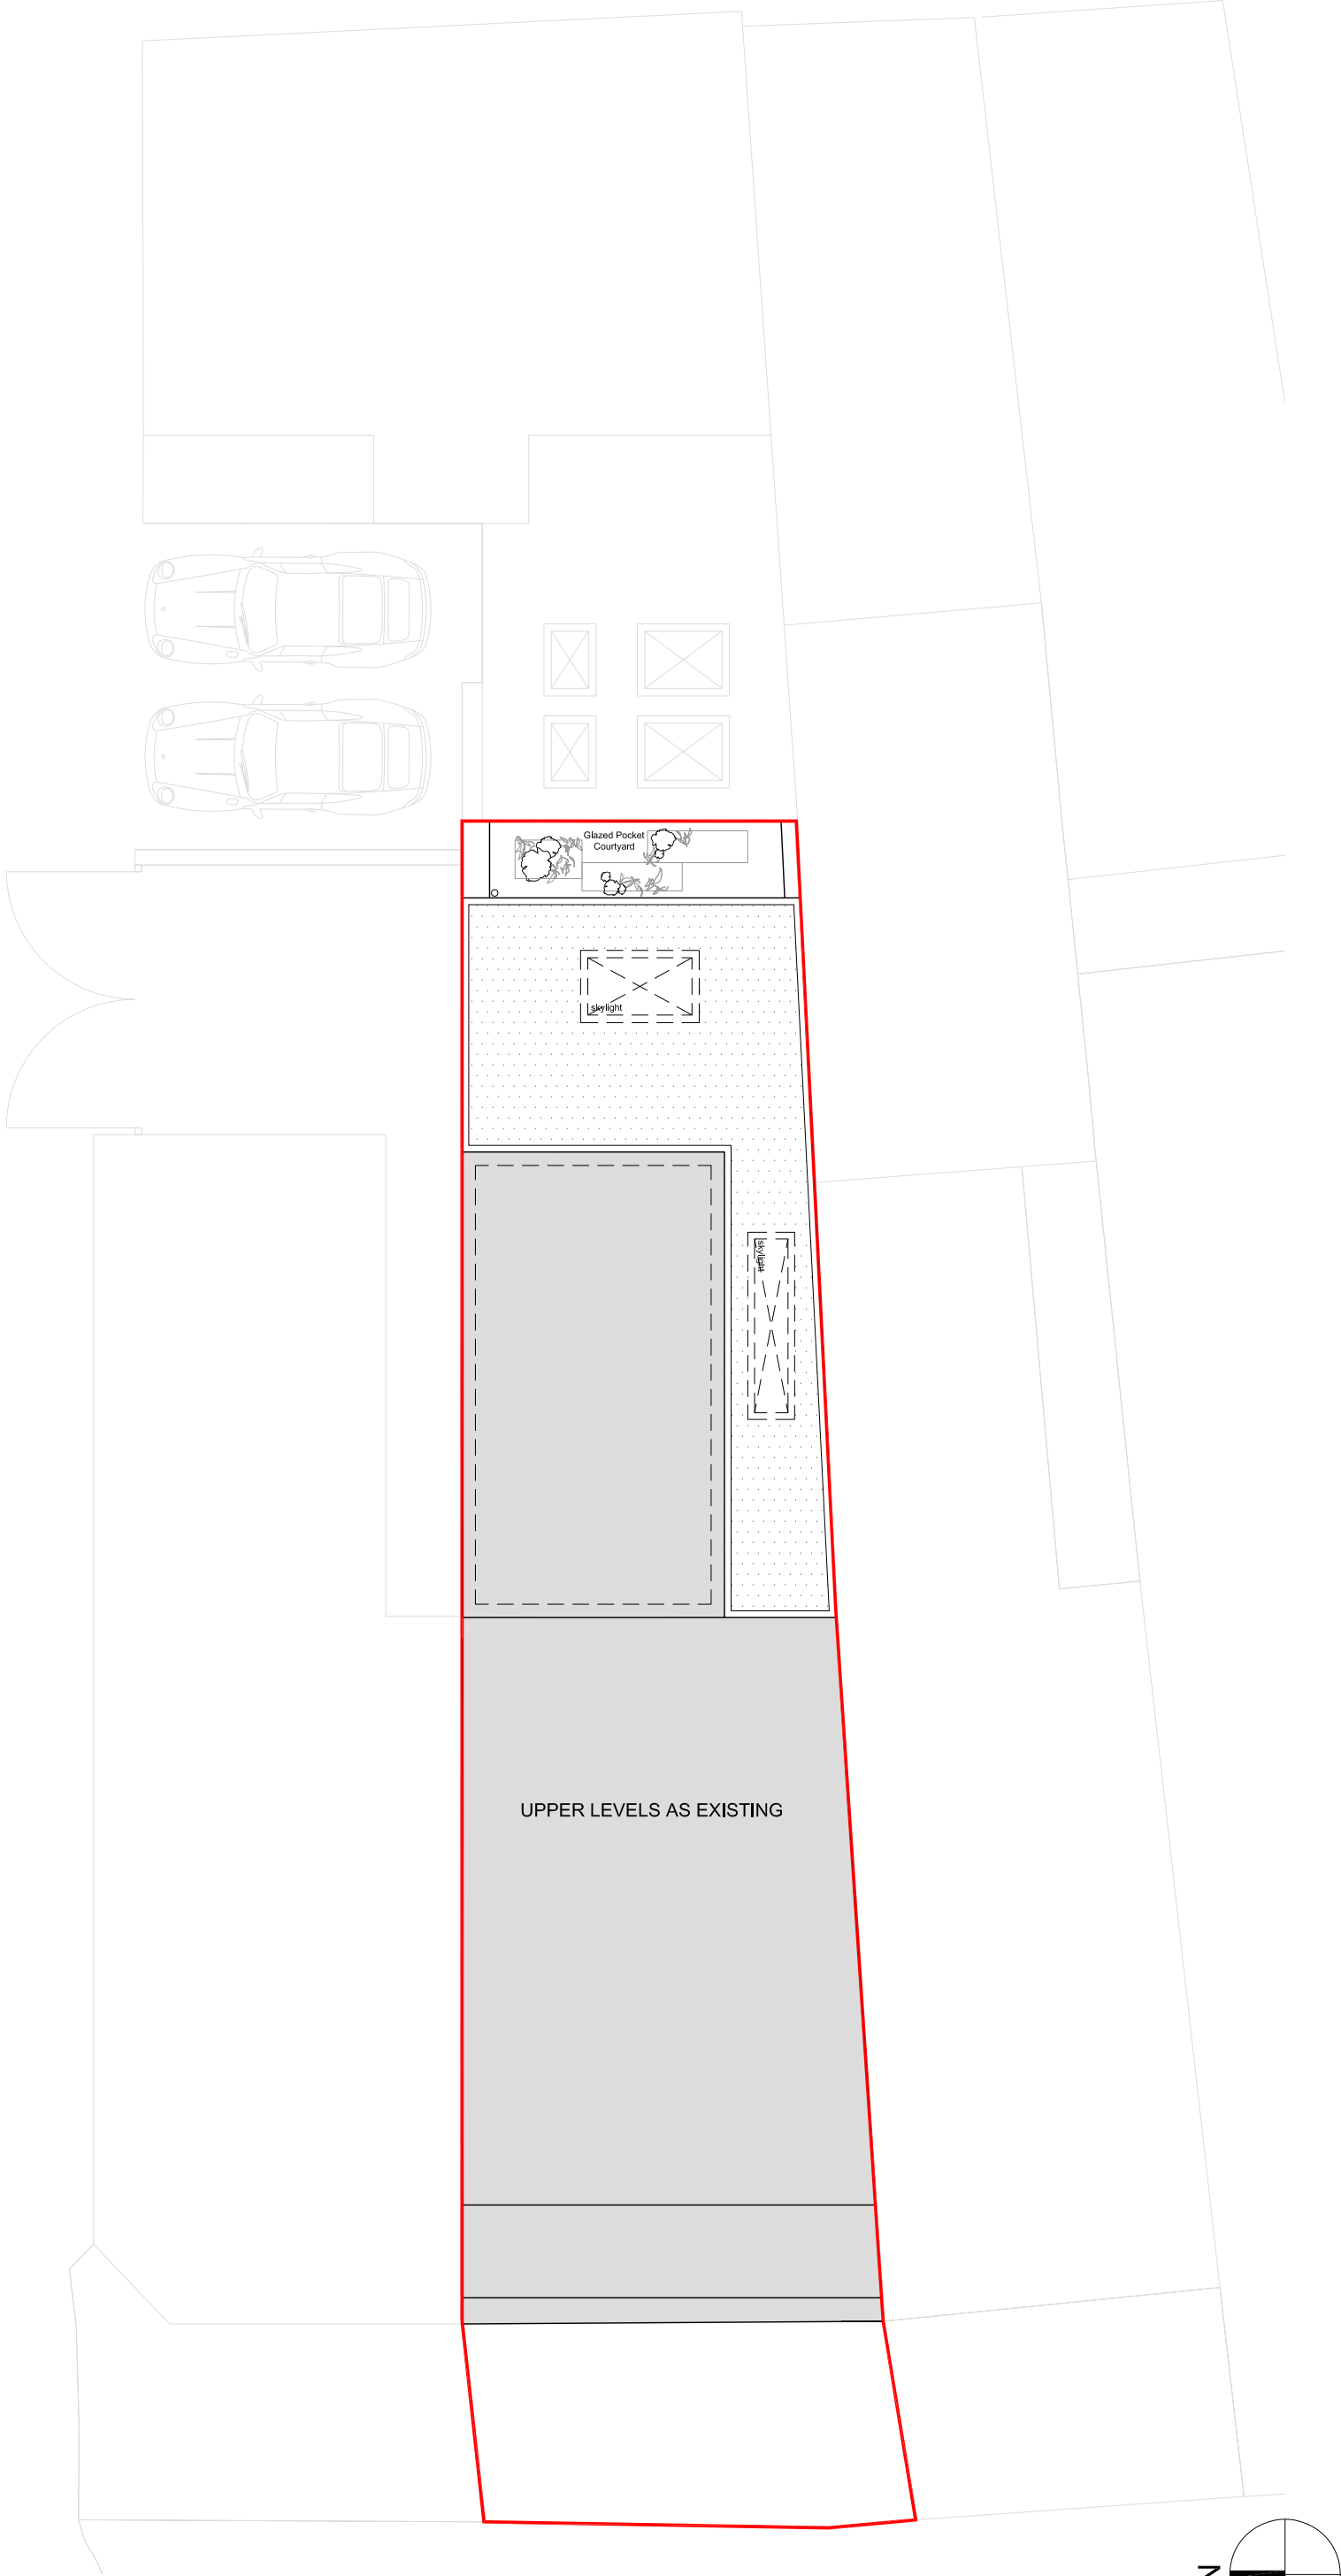 Glazed Pocket
Courtyard
skylight
skylight
UPPER LEVELS AS EXISTING
N